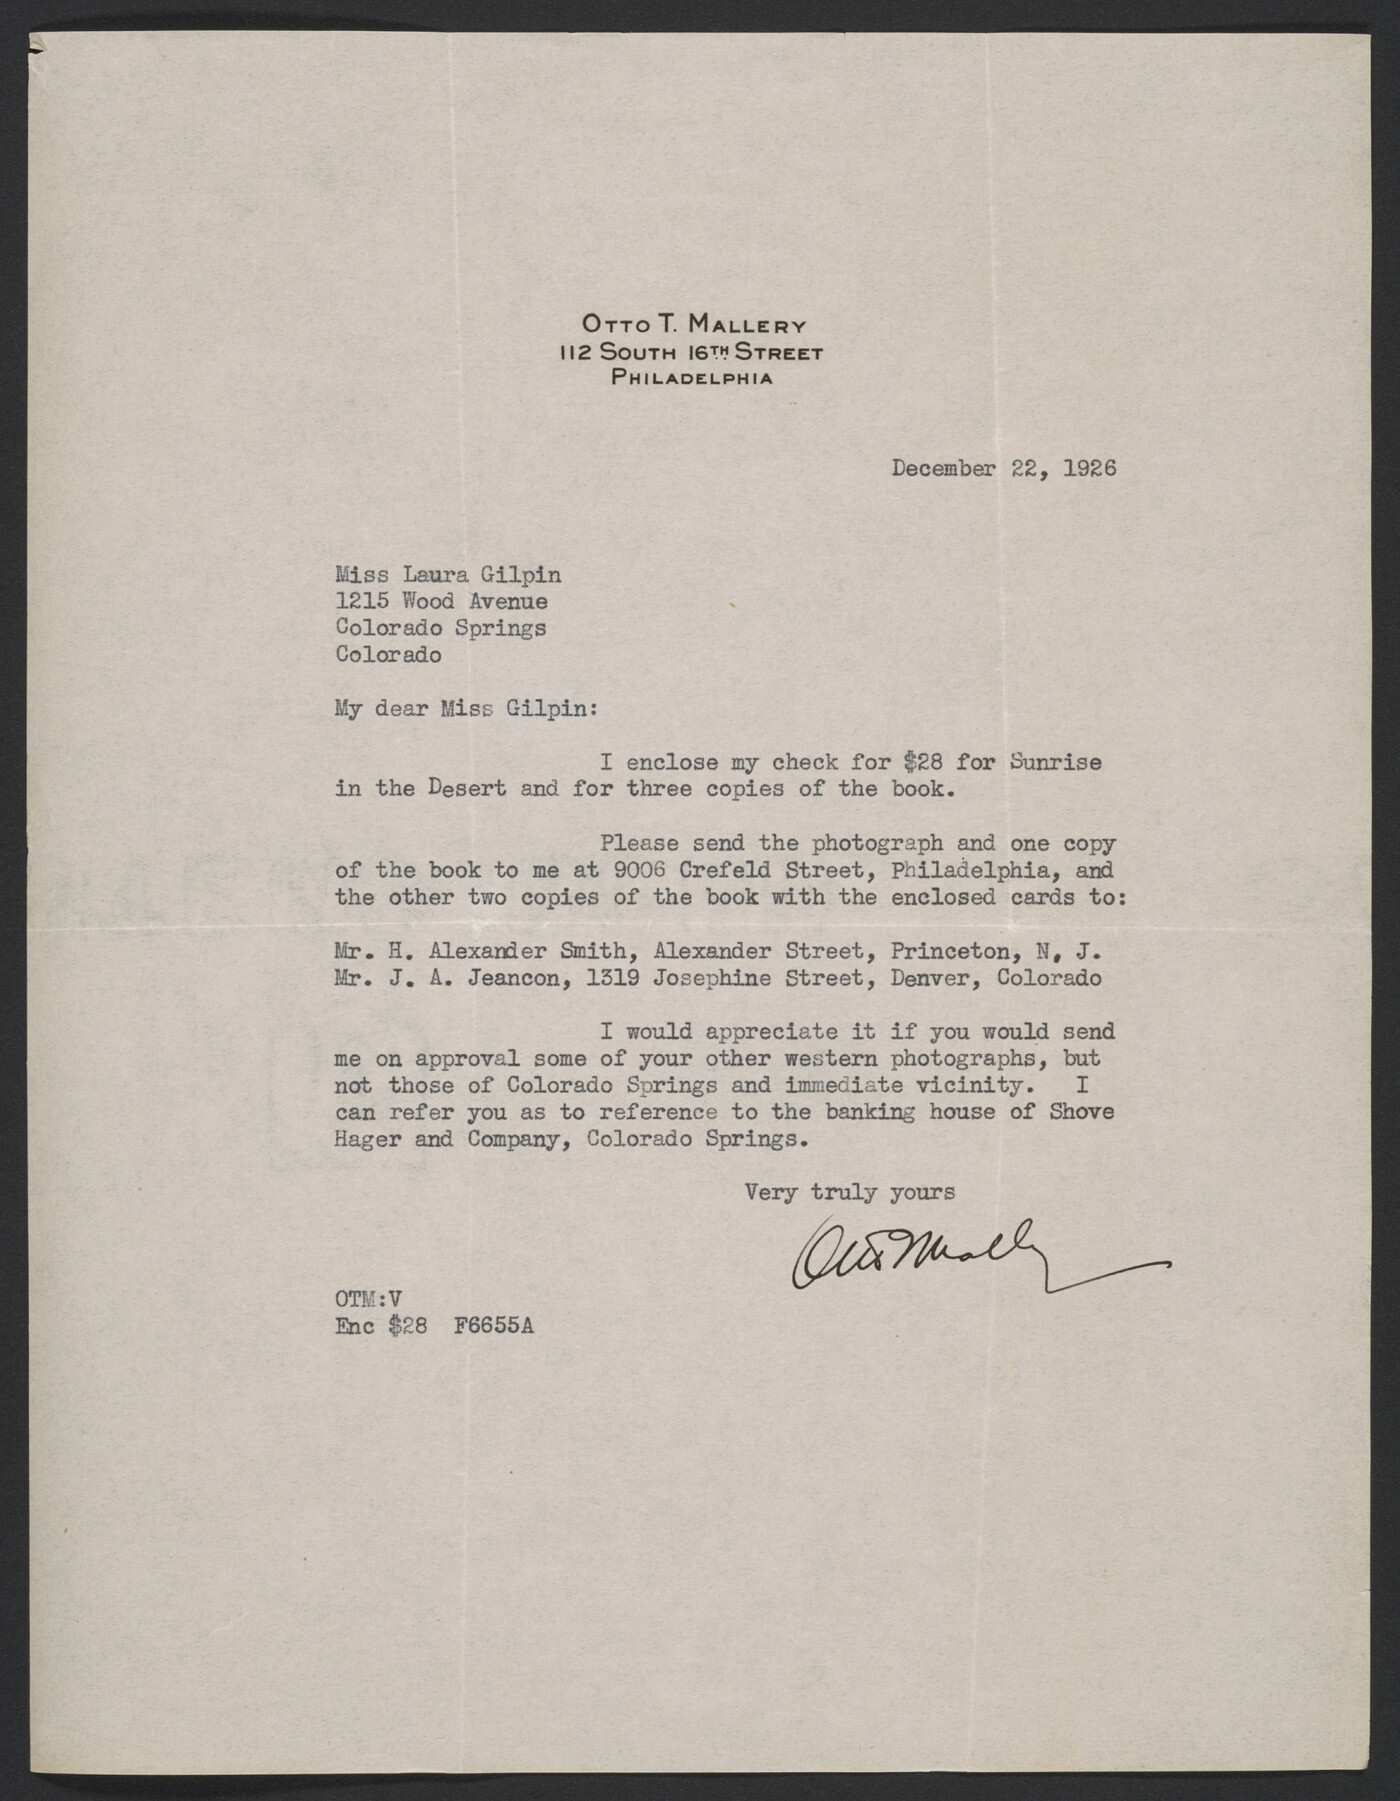 OTTO T. MALLERY
112 SOUTH 16TH STREET
PHILADELPHIA
December 22, 1926
Miss Laura Gilpin
1215 Wood Avenue
Colorado Springs
Colorado
My dear Miss Gilpin:
I enclose my check for $28 for Sunrise
in the Desert and for three copies of the book.
Please send the photograph and one copy
of the book to me at 9006 Crefeld Street, Philadelphia, and
the other two copies of the book with the enclosed cards to:
Mr. H. Alexander Smith, Alexander Street, Princeton, N. J.
Mr. J. A. Jeancon, 1319 Josephine Street, Denver, Colorado
I would appreciate it if you would send
me on approval some of your other western photographs, but
not those of Colorado Springs and immediate vicinity. I
can refer you as to reference to the banking house of Shove
Hager and Company, Colorado Springs.
Very truly yours
Otto T Mallery
OTM:V
Enc $28 F6655A